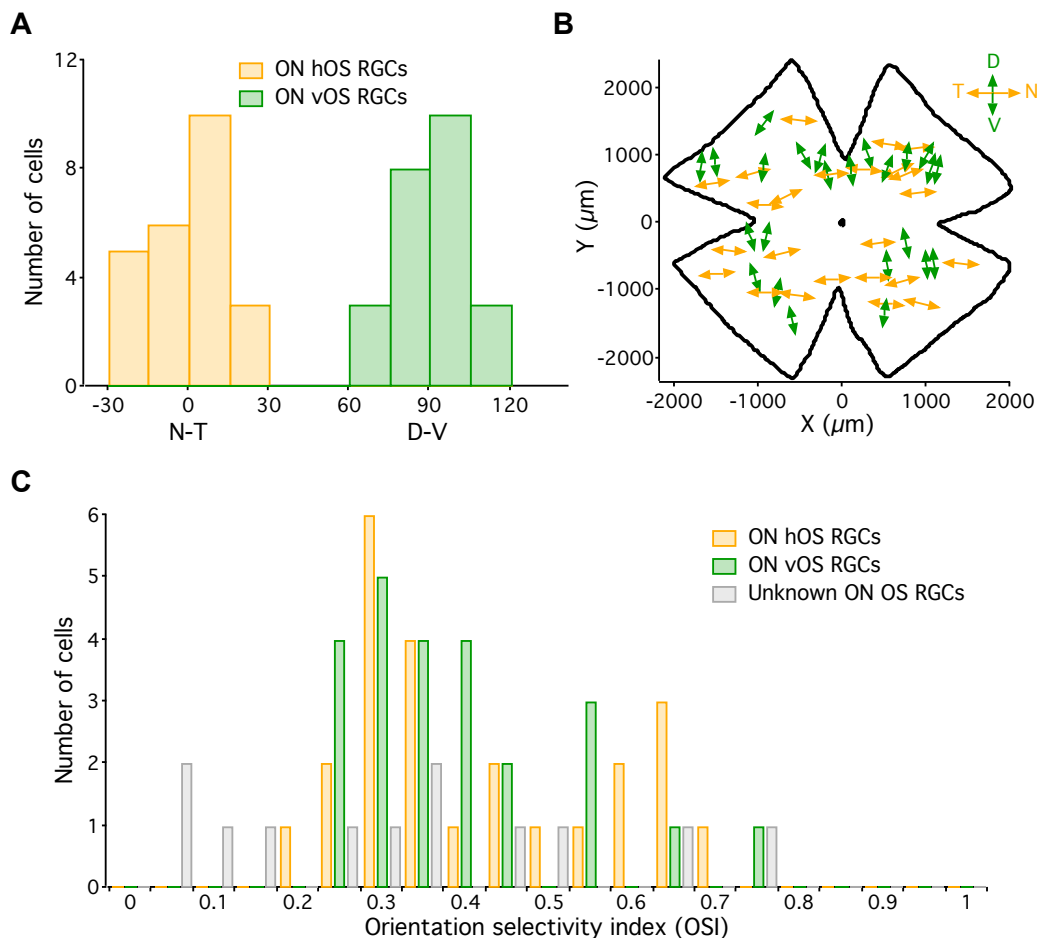 A
12
8
4
0
Number of cells
ON hOS RGCs
ON vOS RGCs
-30 0 30 60 90 120
N-T D-V
B
2000
1000
0
-1000
-2000
Y (µm)
D
T N
V
-2000 -1000 0 1000 2000
X (µm)
C
6
5
4
3
2
1
0
Number of cells
ON hOS RGCs
ON vOS RGCs
Unknown ON OS RGCs
0 0.1 0.2 0.3 0.4 0.5 0.6 0.7 0.8 0.9 1
Orientation selectivity index (OSI)